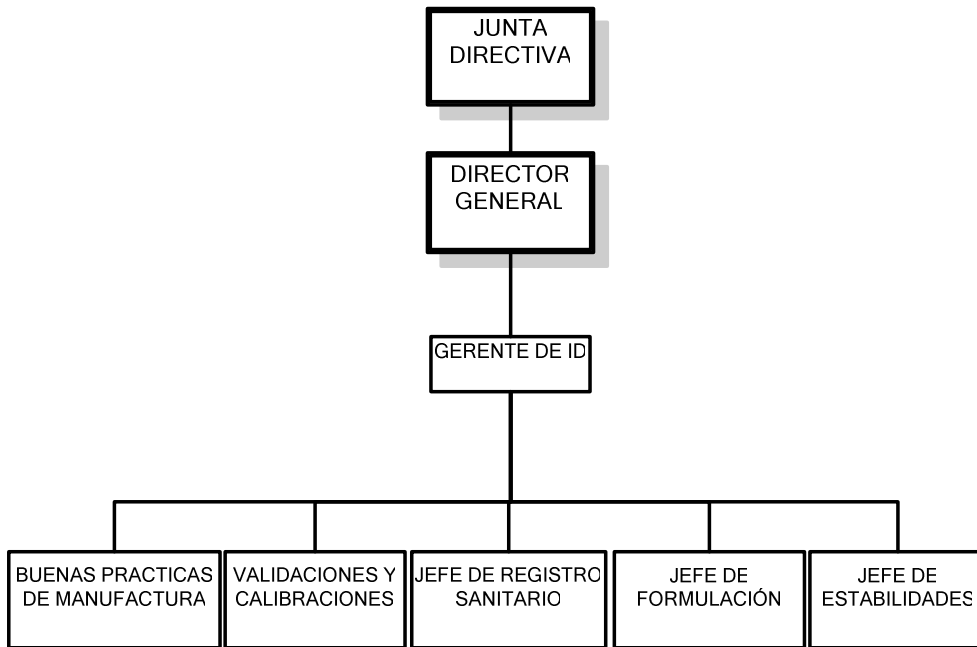 JUNTA
DIRECTIVA
DIRECTOR
GENERAL
GERENTE DE ID
BUENAS PRACTICAS
DE MANUFACTURA
VALIDACIONES Y
CALIBRACIONES
JEFE DE REGISTRO
SANITARIO
JEFE DE
FORMULACIÓN
JEFE DE
ESTABILIDADES